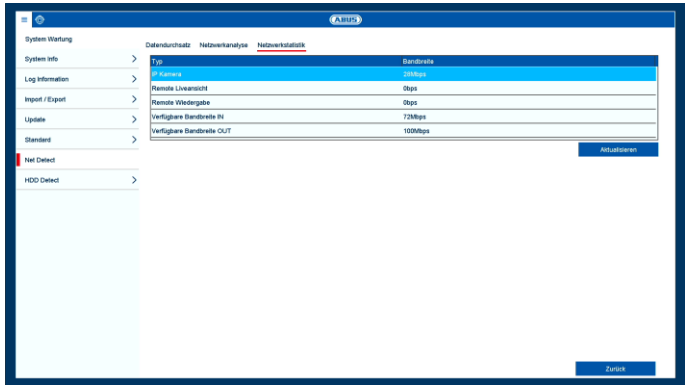 ABUS
System Wartung
Datendurchsatz Netzwerkanalyse Netzwerkstatistik
System Info
Typ Bandbreite
IP Kamera 28Mbps
Log Information
Remote Liveansicht 0bps
Import / Export
Remote Wiedergabe 0bps
Update
Verfügbare Bandbreite IN 72Mbps
Verfügbare Bandbreite OUT 100Mbps
Standard
Aktualisieren
Net Detect
HDD Detect
Zurück